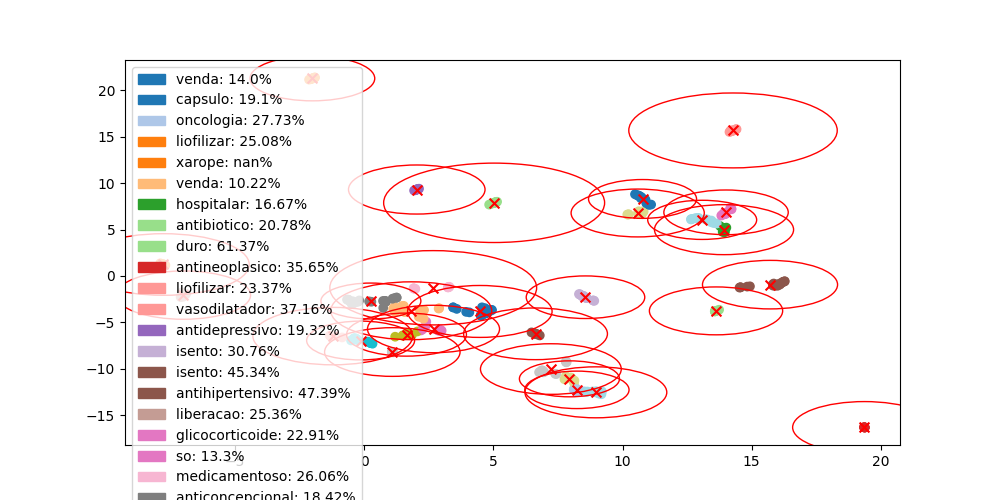 venda: 14.0%
capsulo: 19.1%
oncologia: 27.73%
liofilizar: 25.08%
xarope: nan%
venda: 10.22%
hospitalar: 16.67%
antibiotico: 20.78%
duro: 61.37%
antineoplasico: 35.65%
liofilizar: 23.37%
vasodilatador: 37.16%
antidepressivo: 19.32%
isento: 30.76%
isento: 45.34%
antihipertensivo: 47.39%
liberacao: 25.36%
glicocorticoide: 22.91%
so: 13.3%
medicamentoso: 26.06%
anticoncepcional: 18.42%
20
15
10
5
0
−5
−10
−15
0 5 10 15 20